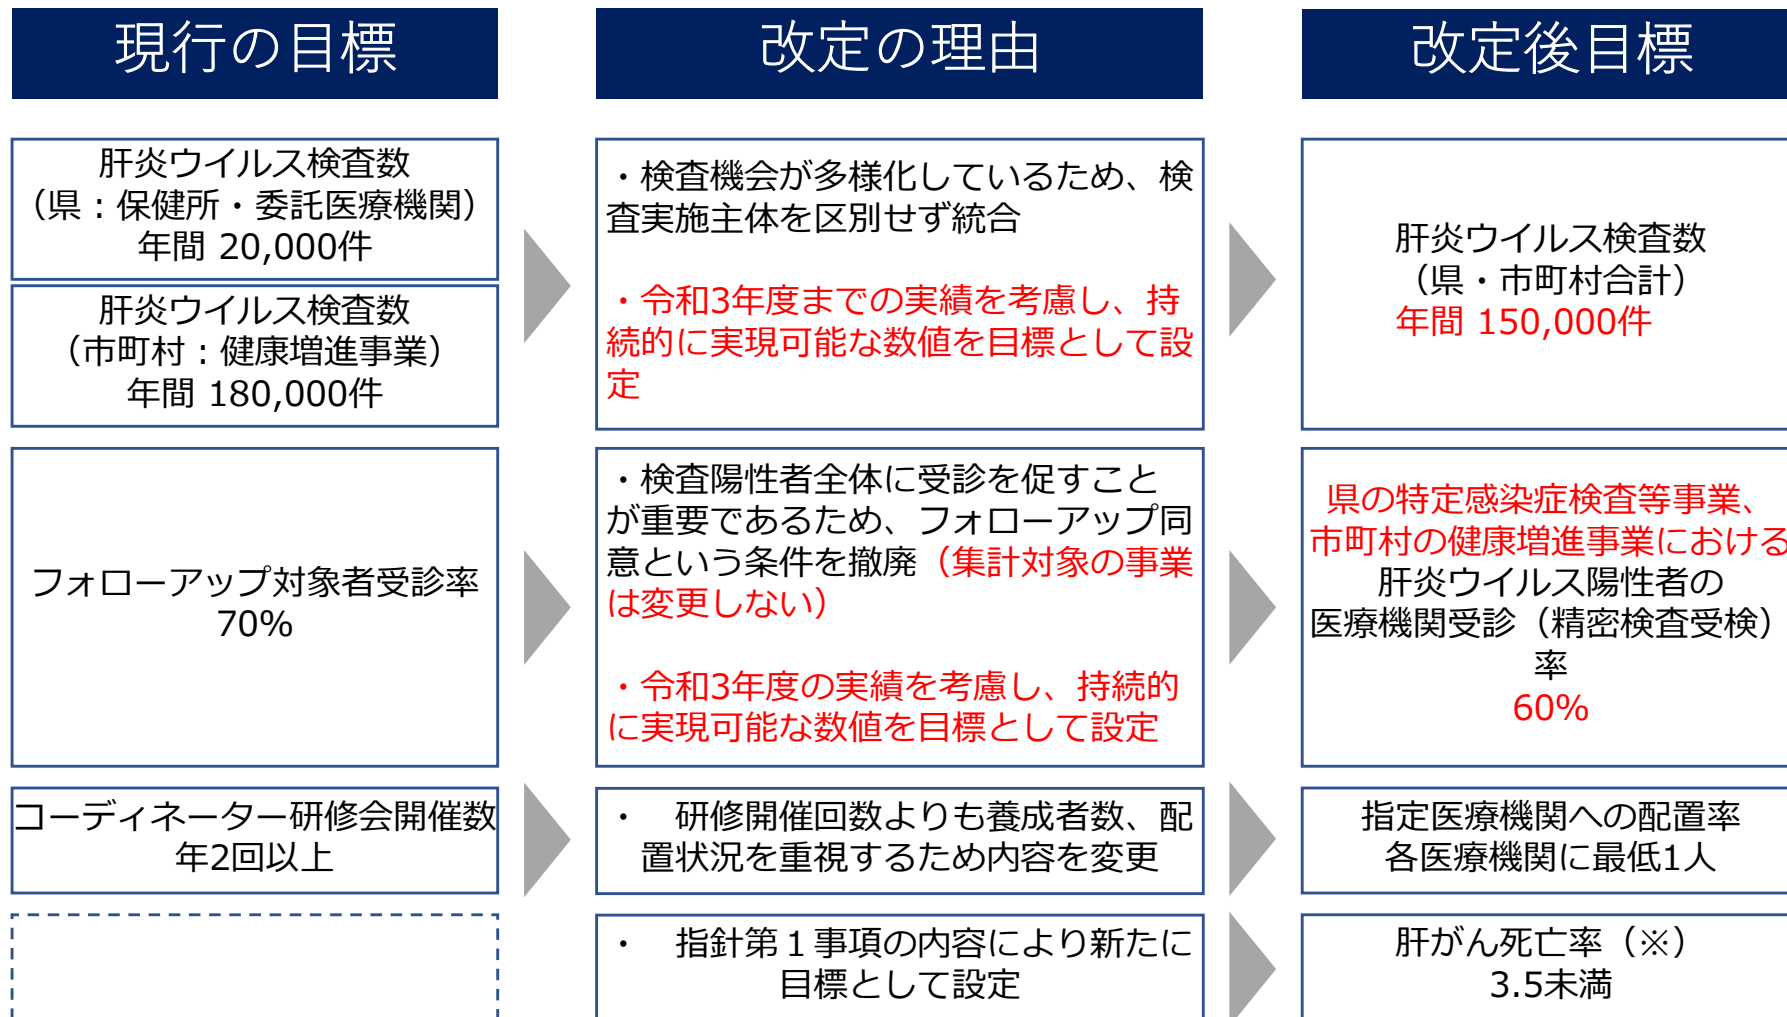 現行の目標
改定の理由
改定後目標
肝炎ウイルス検査数
（県：保健所・委託医療機関）
年間 20,000件
肝炎ウイルス検査数
（市町村：健康増進事業）
年間 180,000件
・検査機会が多様化しているため、検
査実施主体を区別せず統合
・令和3年度までの実績を考慮し、持
続的に実現可能な数値を目標として設
定
肝炎ウイルス検査数
（県・市町村合計）
年間 150,000件
フォローアップ対象者受診率
70%
・検査陽性者全体に受診を促すこと
が重要であるため、フォローアップ同
意という条件を撤廃（集計対象の事業
は変更しない）
・令和3年度の実績を考慮し、持続的
に実現可能な数値を目標として設定
県の特定感染症検査等事業、
市町村の健康増進事業における
肝炎ウイルス陽性者の
医療機関受診（精密検査受検）
率
60%
コーディネーター研修会開催数
年2回以上
・　研修開催回数よりも養成者数、配
置状況を重視するため内容を変更
指定医療機関への配置率
各医療機関に最低1人
・　指針第１事項の内容により新たに
目標として設定
肝がん死亡率（※）
3.5未満